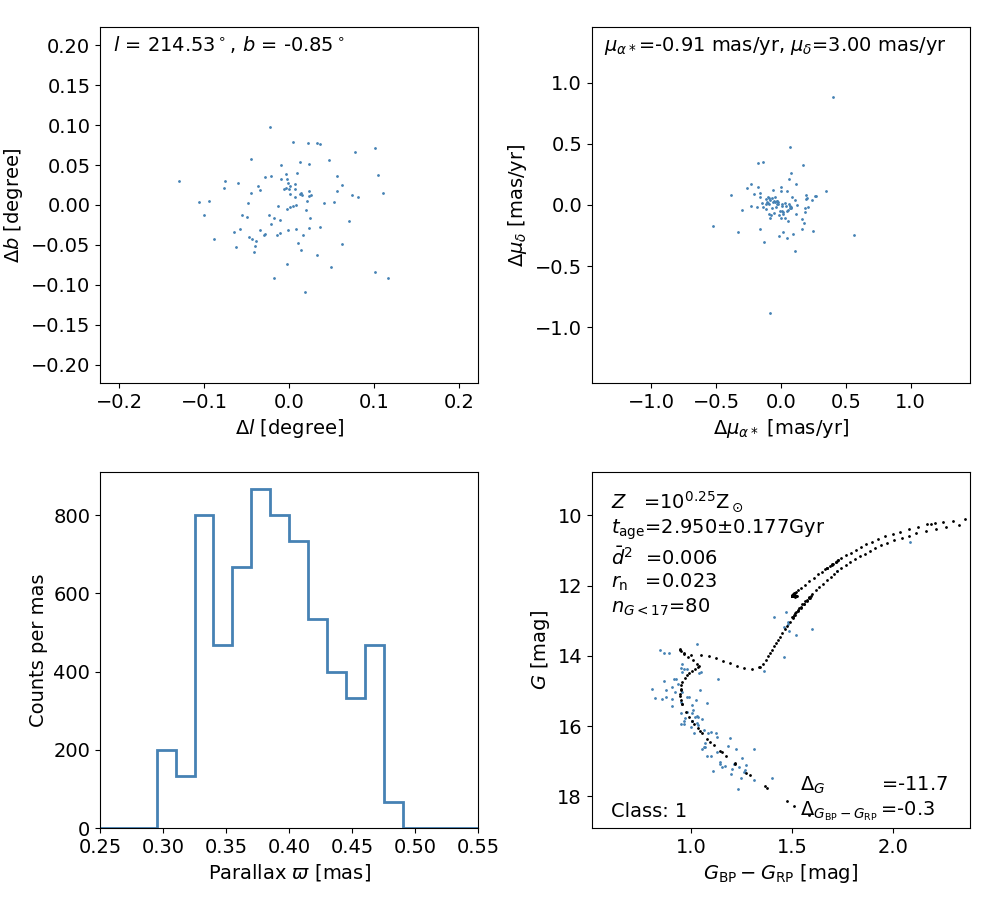 l = 214.53°, b = -0.85°
0.20
0.15
0.10
0.05
0.00
−0.05
−0.10
−0.15
−0.20
Δb [degree]
−0.2 −0.1 0.0 0.1 0.2
Δl [degree]
μα∗=-0.91 mas/yr, μδ=3.00 mas/yr
1.0
0.5
0.0
−0.5
−1.0
Δμδ [mas/yr]
−1.0 −0.5 0.0 0.5 1.0
Δμα∗ [mas/yr]
800
600
400
200
0
Counts per mas
0.25 0.30 0.35 0.40 0.45 0.50 0.55
Parallax ϖ [mas]
Z =10^0.25 Z⊙
t_age=2.950±0.177Gyr
d̄² =0.006
r_n =0.023
n_G<17=80
10
12
14
16
18
G [mag]
Δ_G =-11.7
Δ_GBP−GRP =-0.3
Class: 1
1.0 1.5 2.0
G_BP − G_RP [mag]